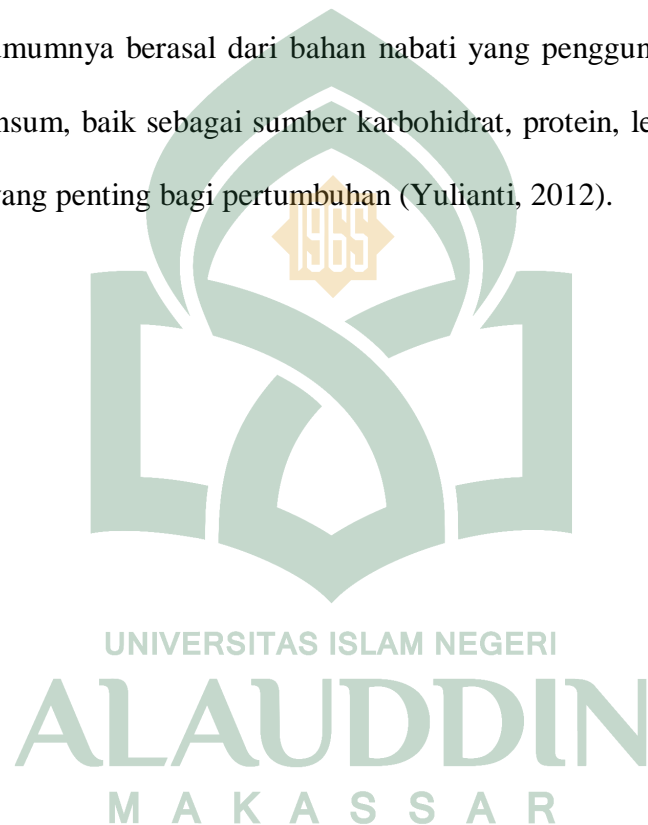 umumnya berasal dari bahan nabati yang penggun
nsum, baik sebagai sumber karbohidrat, protein, le
yang penting bagi pertumbuhan (Yulianti, 2012).
1965
UNIVERSITAS ISLAM NEGERI
ALAUDDIN
MAKASSAR